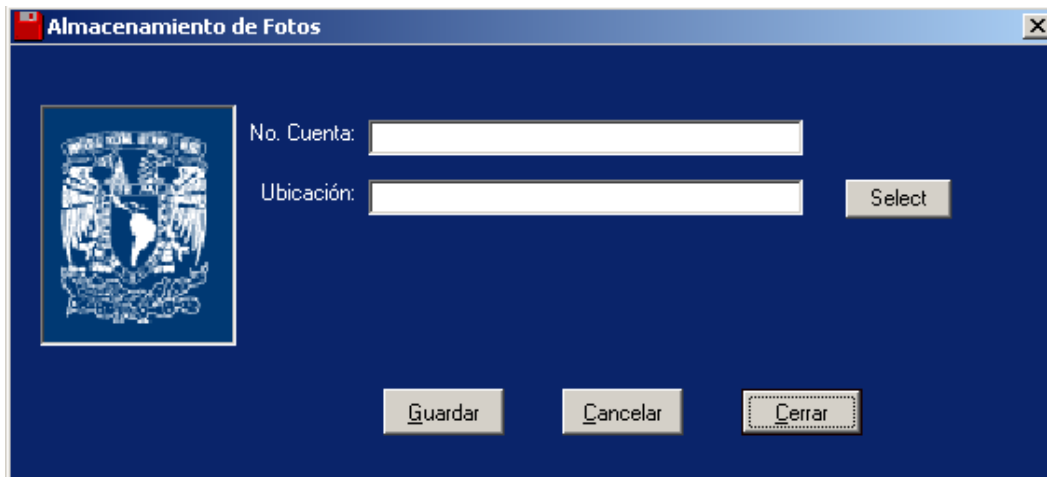 Almacenamiento de Fotos
No. Cuenta:
Ubicación:
Select
Guardar
Cancelar
Cerrar